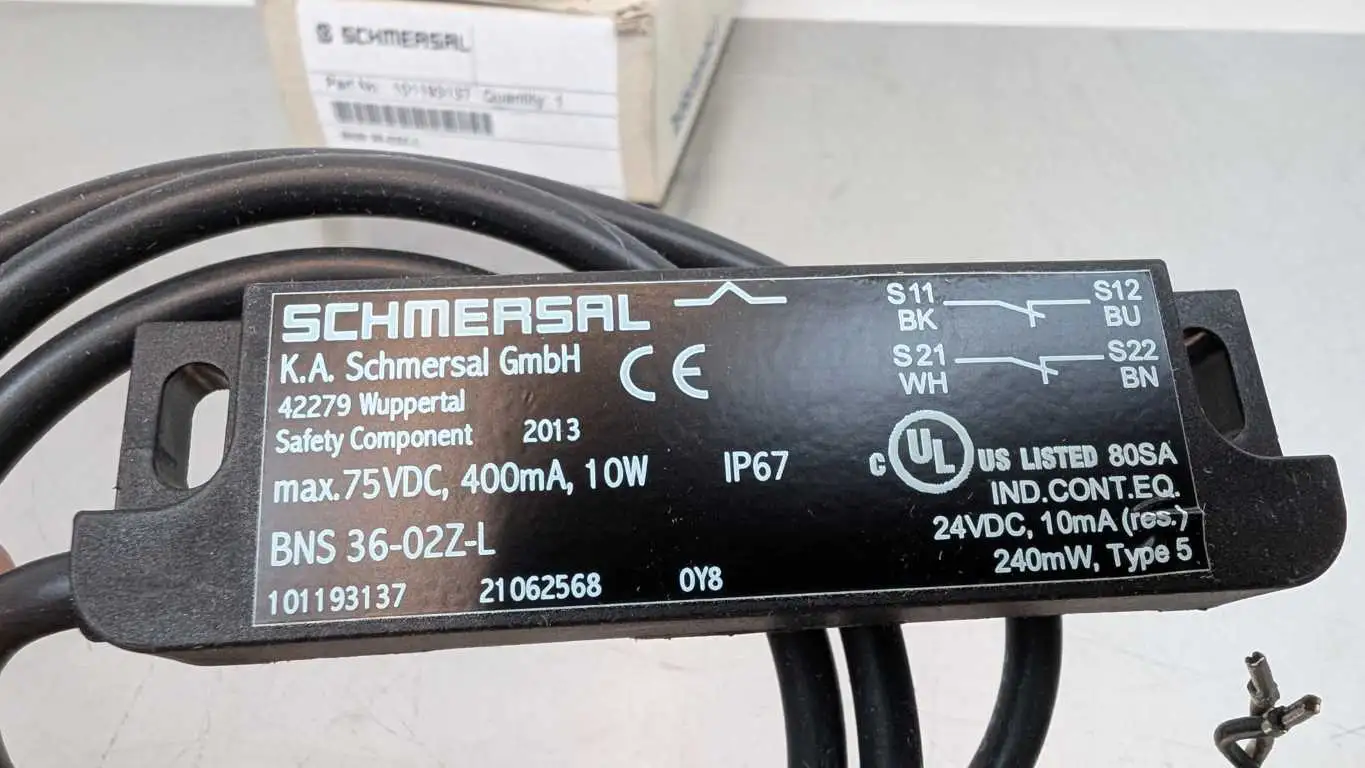 SCHMERSAL
Part No: 101193137 Quantity: 1
SCHMERSAL
K.A. Schmersal GmbH
42279 Wuppertal
Safety Component 2013
max.75VDC, 400mA, 10W IP67
BNS 36-02Z-L
101193137 21062568 0Y8
CE
S11 S12
BK BU
S21 S22
WH BN
C UL US LISTED 80SA
IND.CONT.EQ.
24VDC, 10mA (res.)
240mW, Type 5